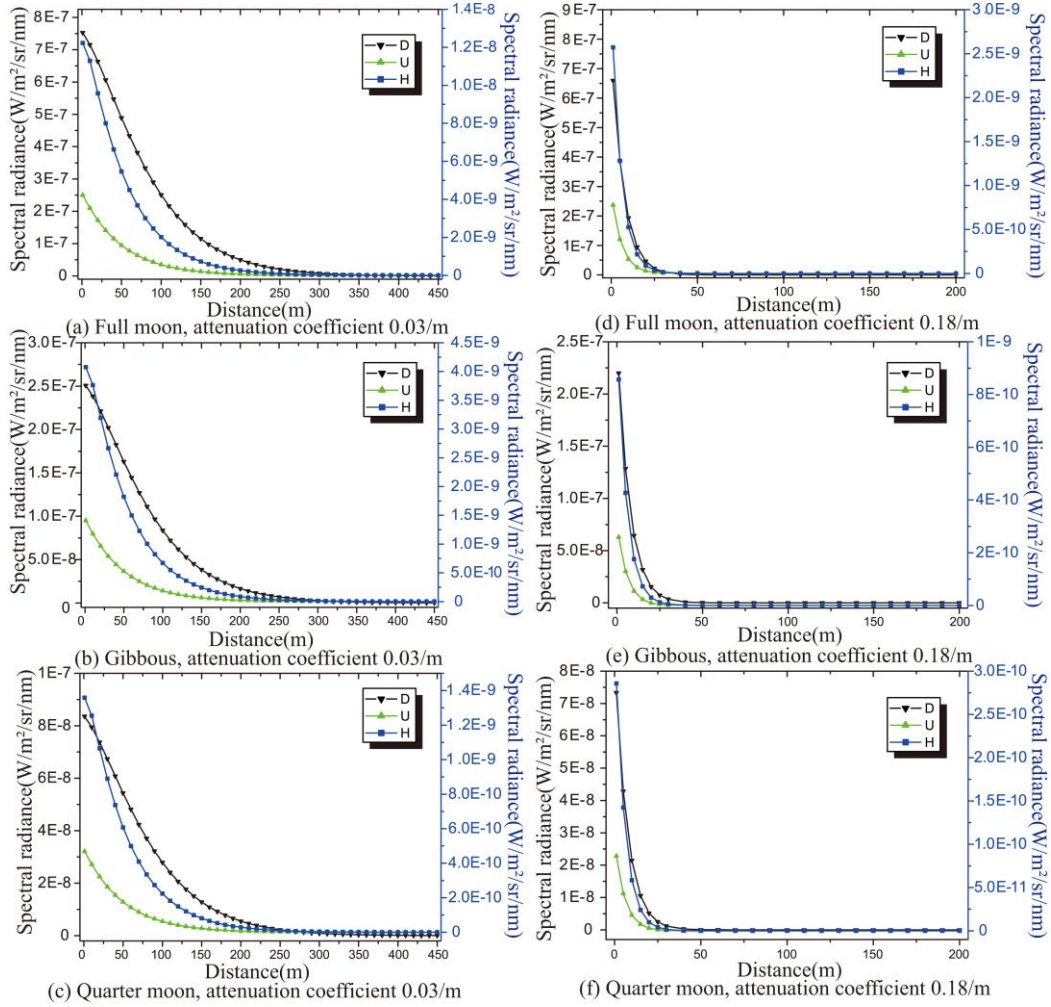 8E-7
7E-7
6E-7
5E-7
4E-7
3E-7
2E-7
1E-7
0
Spectral radiance(W/m²/sr/nm)
D
U
H
1.4E-8
1.2E-8
1.0E-8
8.0E-9
6.0E-9
4.0E-9
2.0E-9
0
Spectral radiance(W/m²/sr/nm)
0 50 100 150 200 250 300 350 400 450
Distance(m)
(a) Full moon, attenuation coefficient 0.03/m
9E-7
8E-7
7E-7
6E-7
5E-7
4E-7
3E-7
2E-7
1E-7
0
Spectral radiance(W/m²/sr/nm)
D
U
H
3.0E-9
2.5E-9
2.0E-9
1.5E-9
1.0E-9
5.0E-10
0
Spectral radiance(W/m²/sr/nm)
0 50 100 150 200
Distance(m)
(d) Full moon, attenuation coefficient 0.18/m
3.0E-7
2.5E-7
2.0E-7
1.5E-7
1.0E-7
5.0E-8
0
Spectral radiance(W/m²/sr/nm)
D
U
H
4.5E-9
4.0E-9
3.5E-9
3.0E-9
2.5E-9
2.0E-9
1.5E-9
1.0E-9
5.0E-10
0
Spectral radiance(W/m²/sr/nm)
0 50 100 150 200 250 300 350 400 450
Distance(m)
(b) Gibbous, attenuation coefficient 0.03/m
2.5E-7
2.0E-7
1.5E-7
1.0E-7
5.0E-8
0
Spectral radiance(W/m²/sr/nm)
D
U
H
1E-9
8E-10
6E-10
4E-10
2E-10
0
Spectral radiance(W/m²/sr/nm)
0 50 100 150 200
Distance(m)
(e) Gibbous, attenuation coefficient 0.18/m
1E-7
8E-8
6E-8
4E-8
2E-8
0
Spectral radiance(W/m²/sr/nm)
D
U
H
1.4E-9
1.2E-9
1.0E-9
8.0E-10
6.0E-10
4.0E-10
2.0E-10
0
Spectral radiance(W/m²/sr/nm)
0 50 100 150 200 250 300 350 400 450
Distance(m)
(c) Quarter moon, attenuation coefficient 0.03/m
8E-8
7E-8
6E-8
5E-8
4E-8
3E-8
2E-8
1E-8
0
Spectral radiance(W/m²/sr/nm)
D
U
H
3.0E-10
2.5E-10
2.0E-10
1.5E-10
1.0E-10
5.0E-11
0
Spectral radiance(W/m²/sr/nm)
0 50 100 150 200
Distance(m)
(f) Quarter moon, attenuation coefficient 0.18/m